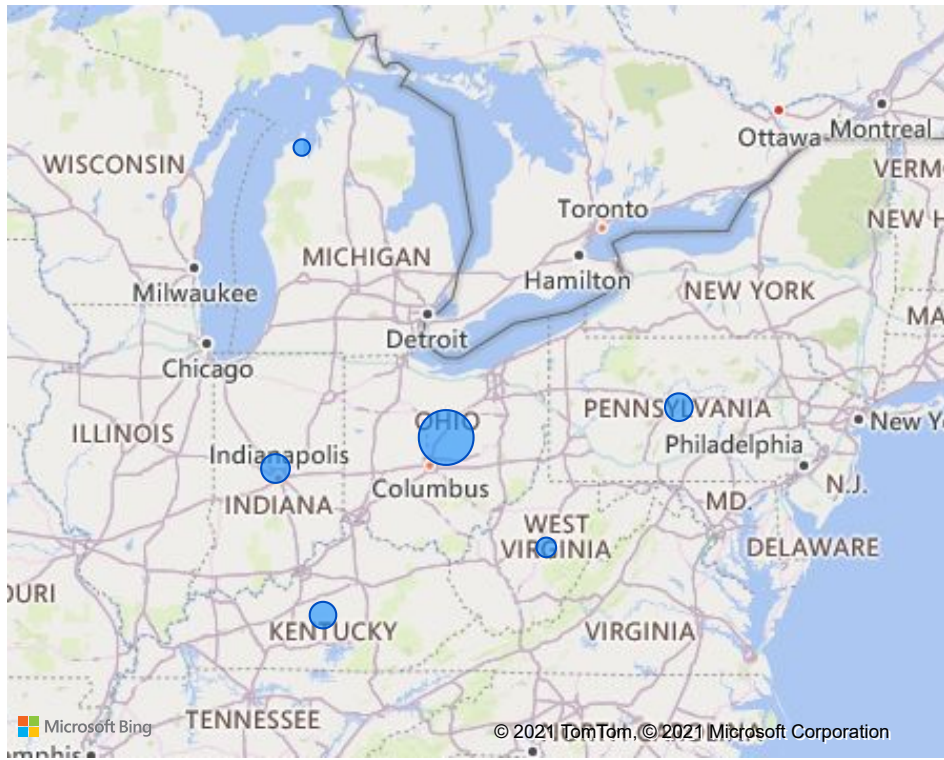 Ottawa
Montreal
WISCONSIN
VERM
Toronto
NEW H
MICHIGAN
Hamilton
Milwaukee
NEW YORK
MA
Detroit
Chicago
OHIO
PENNSYLVANIA
New Yo
ILLINOIS
Indianapolis
Philadelphia
Columbus
N.J.
INDIANA
MD.
WEST
VIRGINIA
DELAWARE
OURI
KENTUCKY
VIRGINIA
TENNESSEE
Microsoft Bing
© 2021 TomTom, © 2021 Microsoft Corporation
mphis